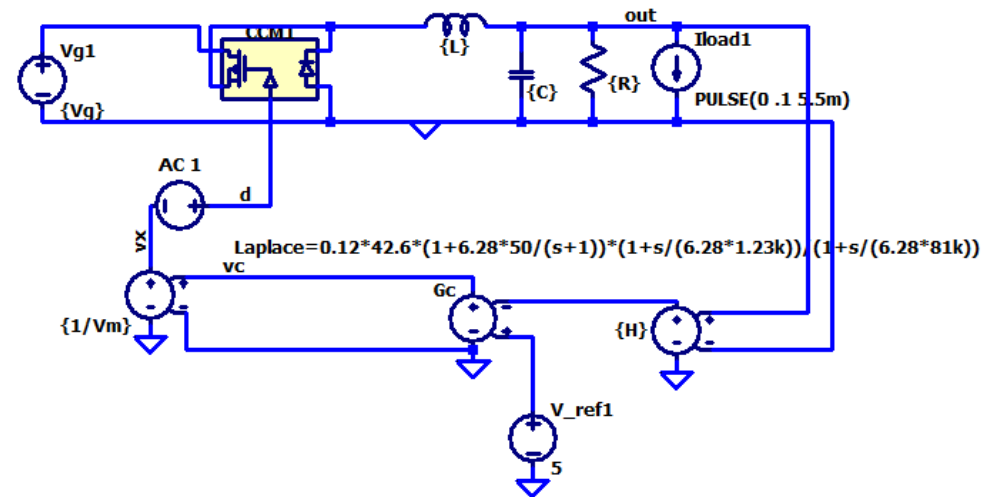 out
Vg1
CCM1
{L}
Iload1
{C}
{R}
{Vg}
PULSE(0 .1 5.5m)
AC 1
d
vx
Laplace=0.12*42.6*(1+6.28*50/(s+1))*(1+s/(6.28*1.23k))/(1+s/(6.28*81k))
vc
Gc
{1/Vm}
{H}
V_ref1
5